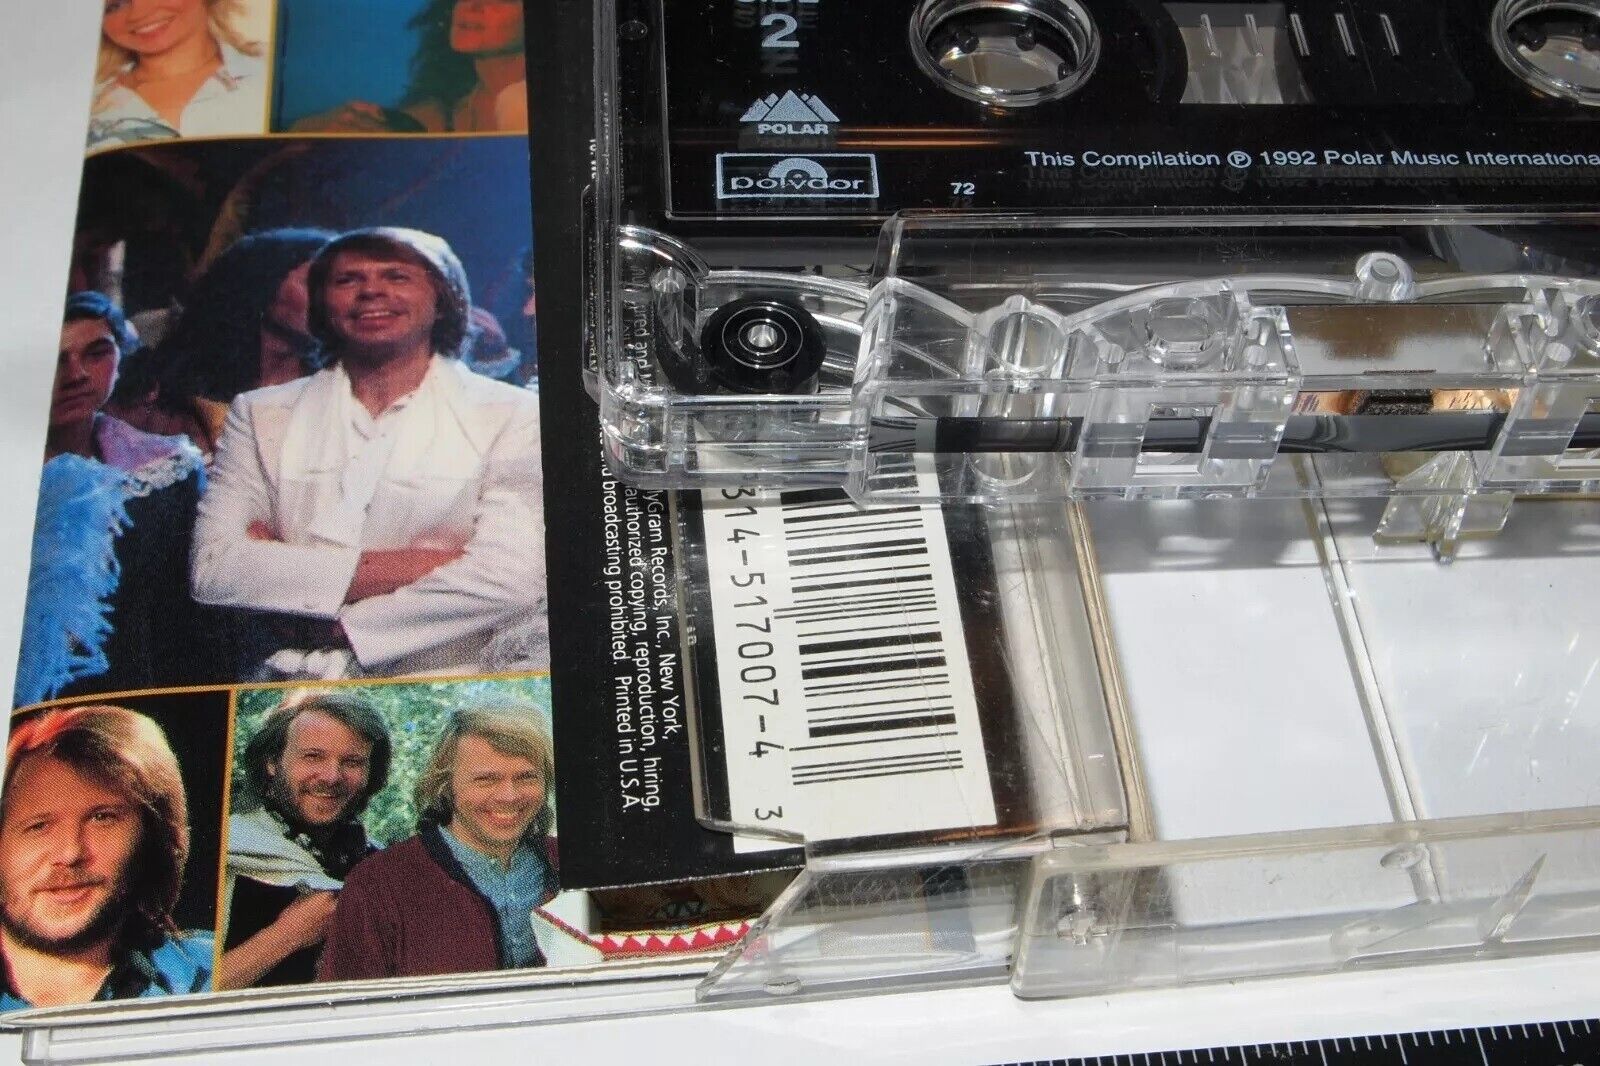 SIDE
2
POLAR
polydor
72
This Compilation ℗ 1992 Polar Music International
314-517007-4
3
PolyGram Records, Inc., New York,
unauthorized copying, reproduction, hiring,
and broadcasting prohibited. Printed in U.S.A.